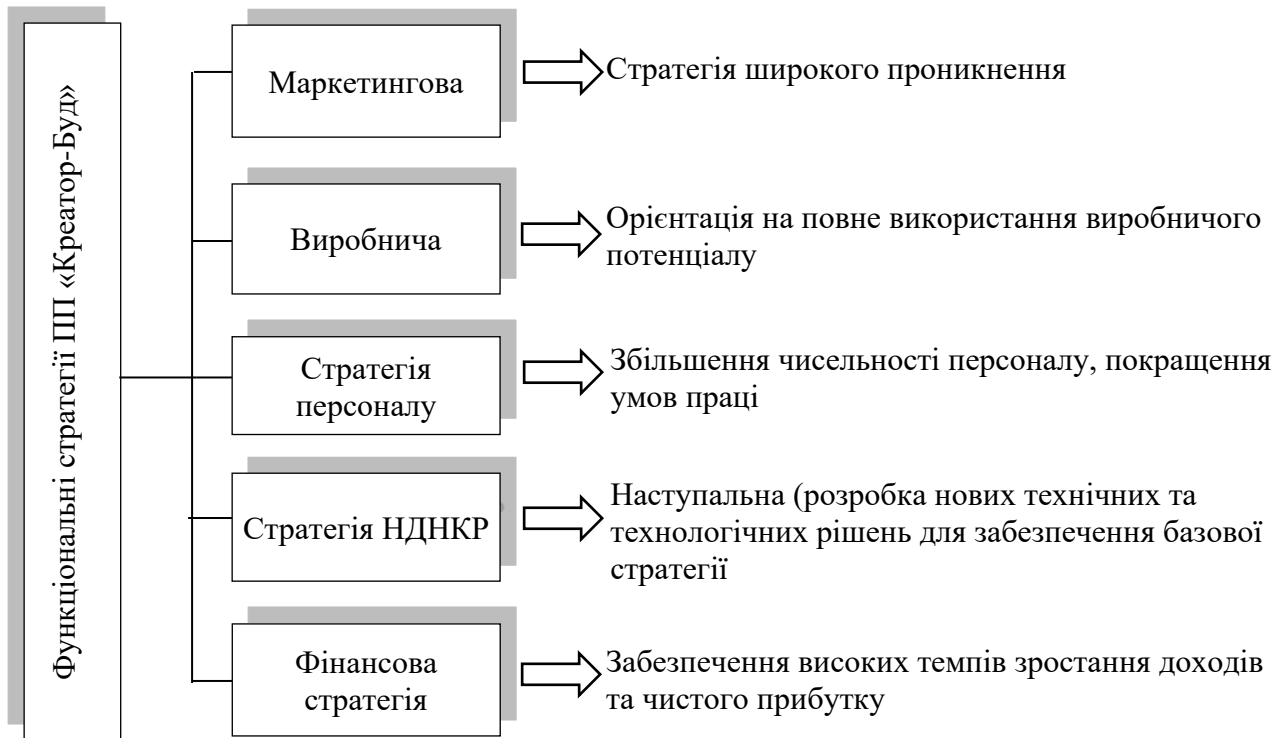 Функціональні стратегії ПП «Креатор-Буд»
Маркетингова
Стратегія широкого проникнення
Виробнича
Орієнтація на повне використання виробничого
потенціалу
Стратегія
персоналу
Збільшення чисельності персоналу, покращення
умов праці
Стратегія НДНКР
Наступальна (розробка нових технічних та
технологічних рішень для забезпечення базової
стратегії
Фінансова
стратегія
Забезпечення високих темпів зростання доходів
та чистого прибутку